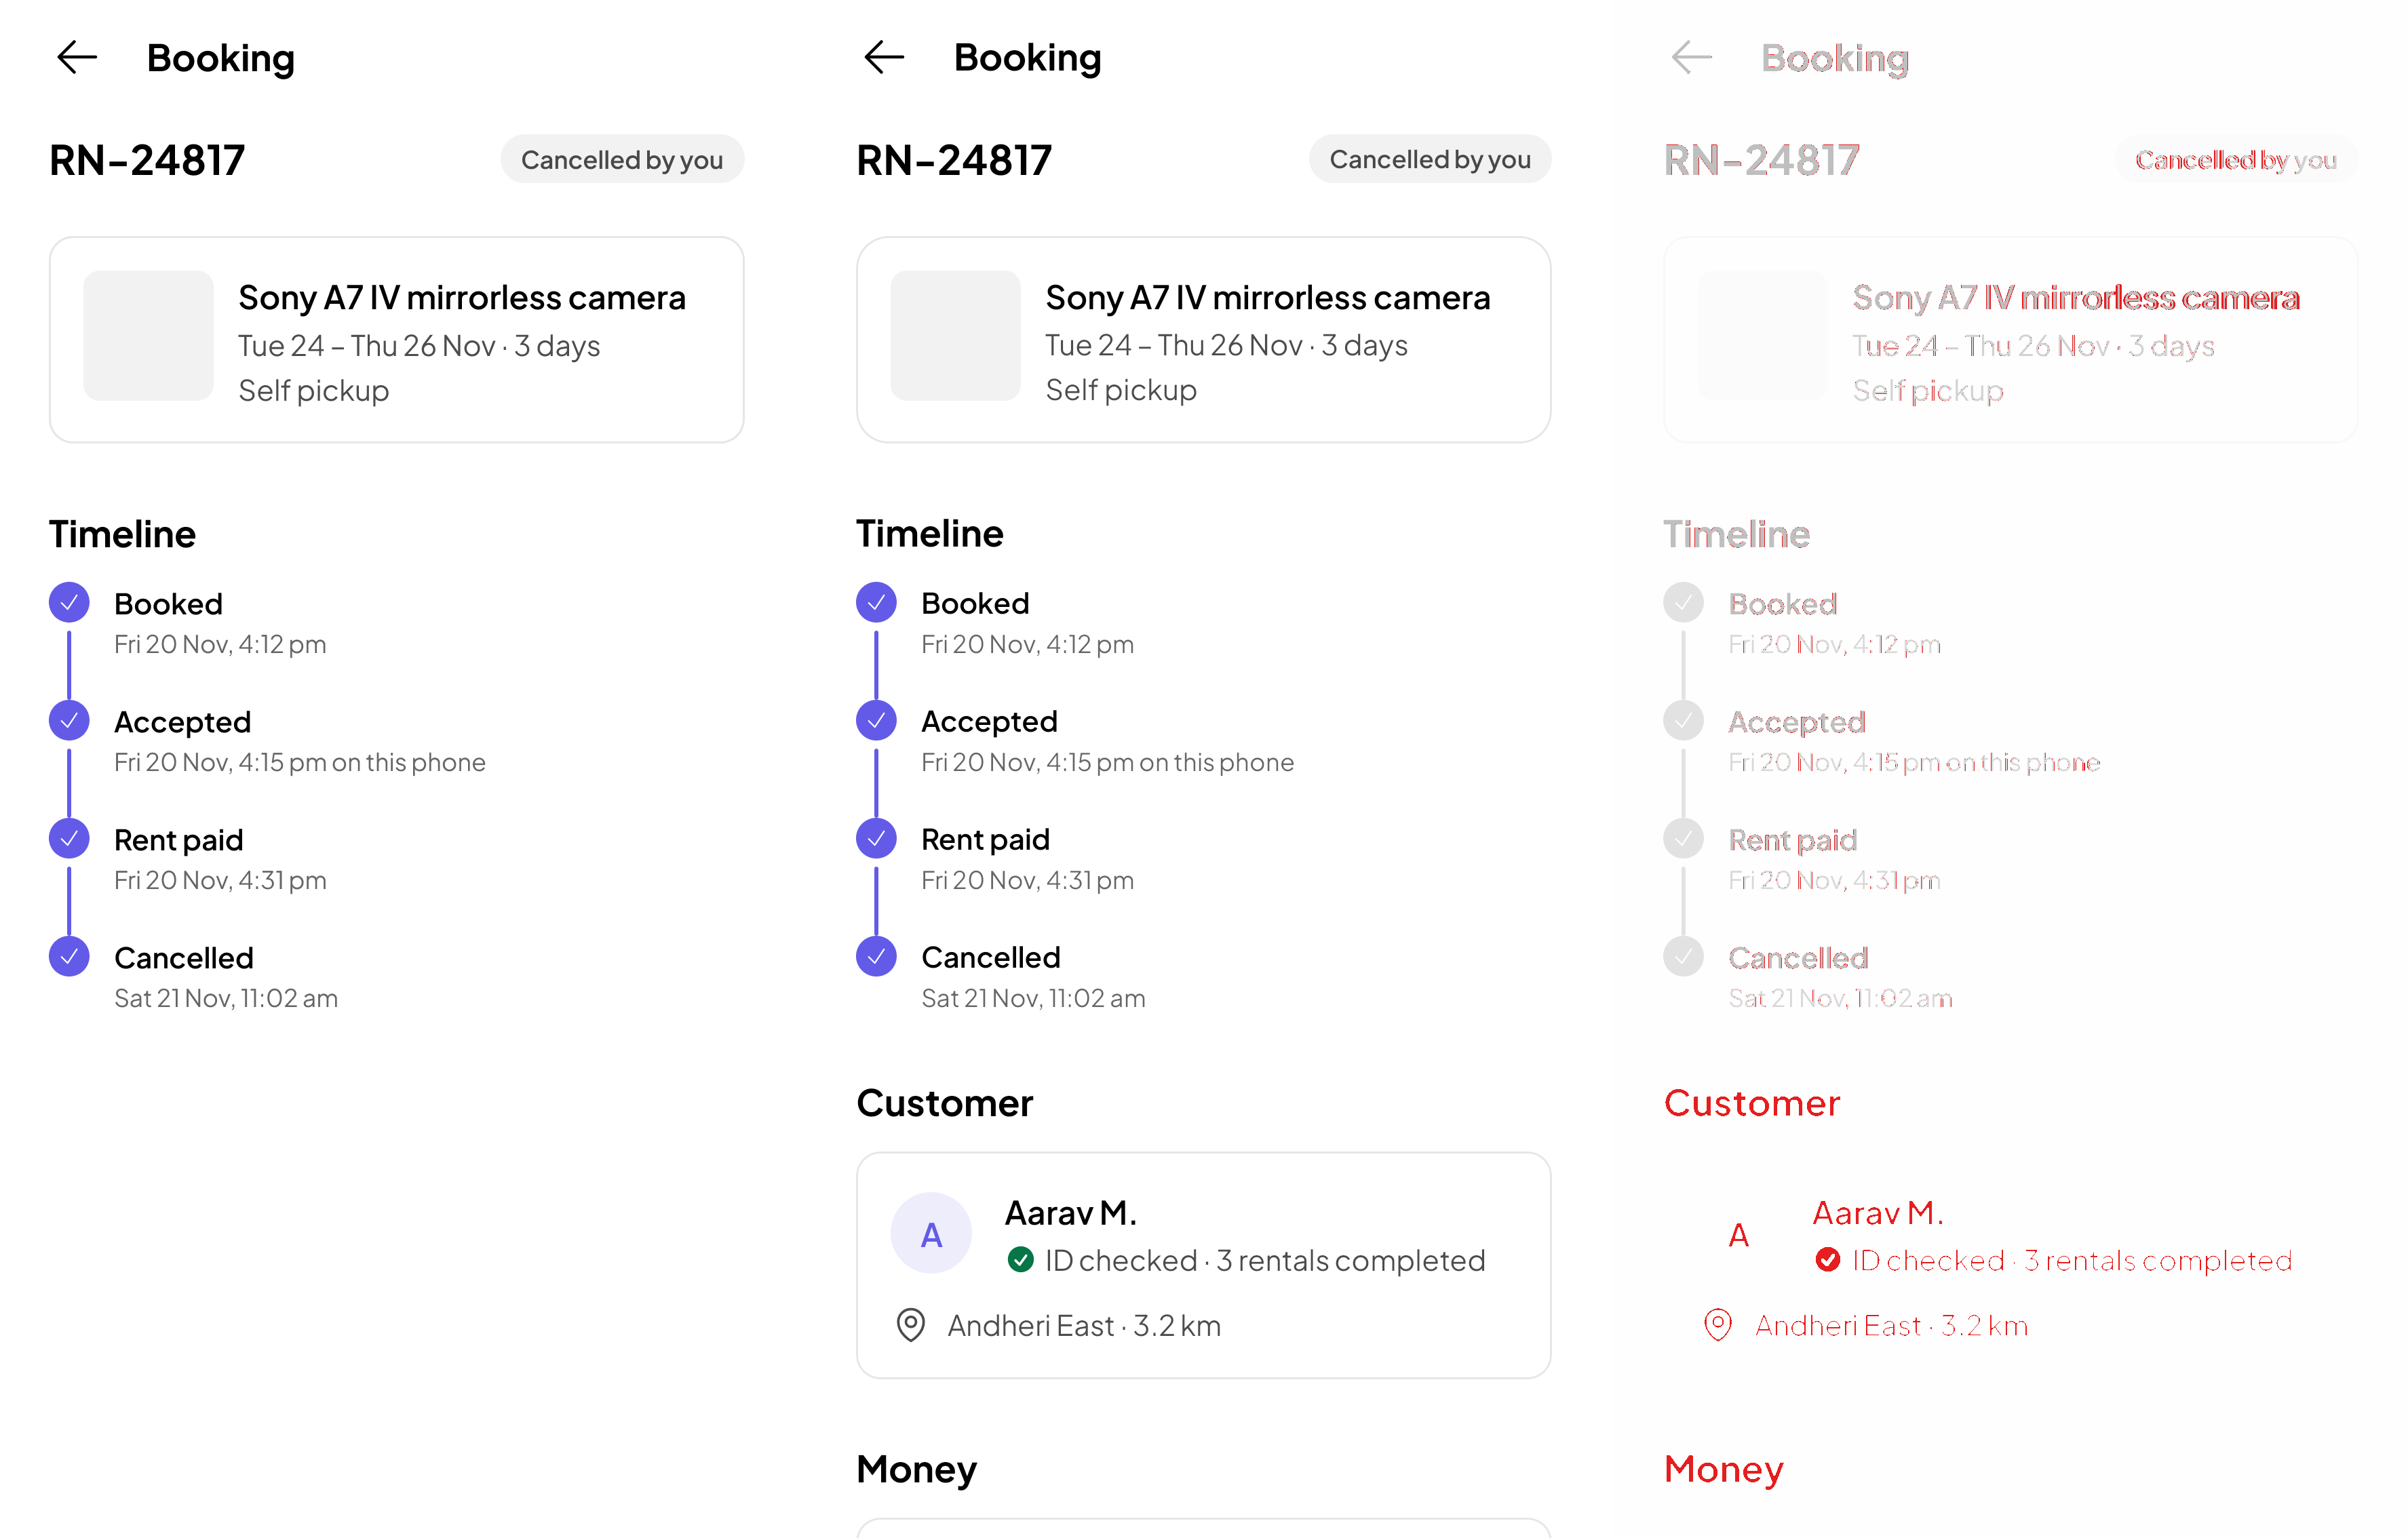 Booking
RN-24817
Cancelled by you
Sony A7 IV mirrorless camera
Tue 24 – Thu 26 Nov · 3 days
Self pickup
Timeline
Booked
Fri 20 Nov, 4:12 pm
Accepted
Fri 20 Nov, 4:15 pm on this phone
Rent paid
Fri 20 Nov, 4:31 pm
Cancelled
Sat 21 Nov, 11:02 am
Booking
RN-24817
Cancelled by you
Sony A7 IV mirrorless camera
Tue 24 – Thu 26 Nov · 3 days
Self pickup
Timeline
Booked
Fri 20 Nov, 4:12 pm
Accepted
Fri 20 Nov, 4:15 pm on this phone
Rent paid
Fri 20 Nov, 4:31 pm
Cancelled
Sat 21 Nov, 11:02 am
Customer
A
Aarav M.
ID checked · 3 rentals completed
Andheri East · 3.2 km
Money
Booking
RN-24817
Cancelled by you
Sony A7 IV mirrorless camera
Tue 24 – Thu 26 Nov · 3 days
Self pickup
Timeline
Booked
Fri 20 Nov, 4:12 pm
Accepted
Fri 20 Nov, 4:15 pm on this phone
Rent paid
Fri 20 Nov, 4:31 pm
Cancelled
Sat 21 Nov, 11:02 am
Customer
A
Aarav M.
ID checked · 3 rentals completed
Andheri East · 3.2 km
Money